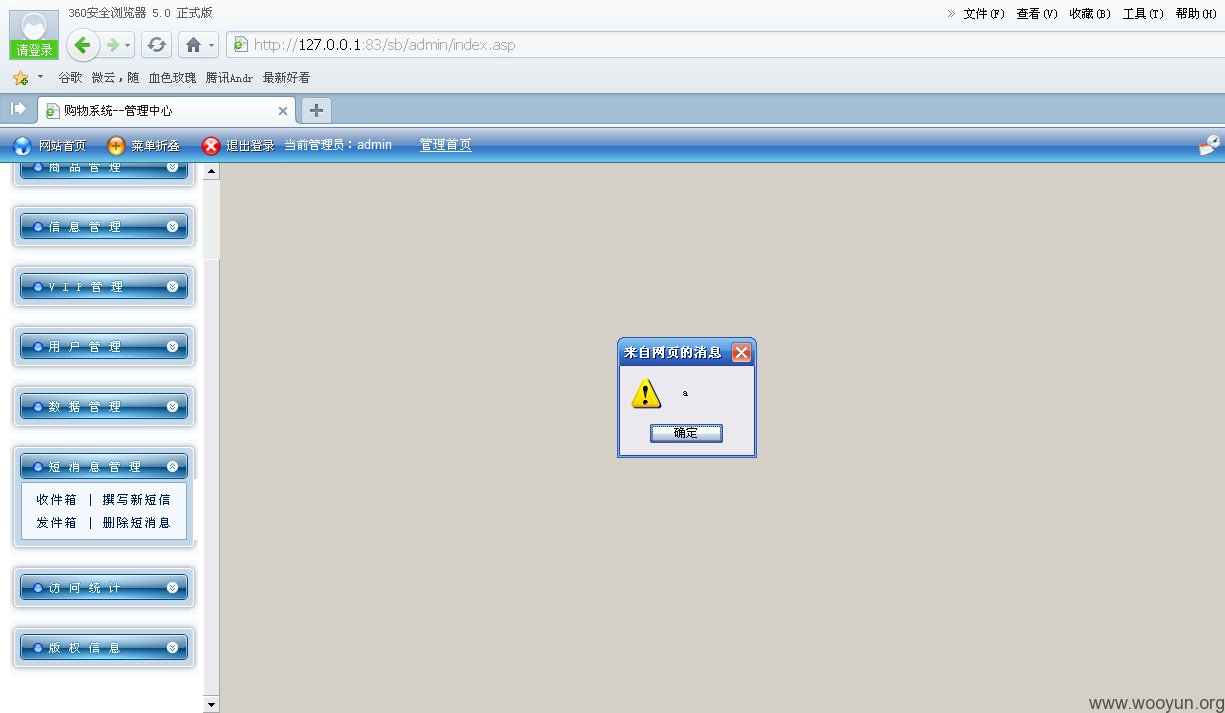 360安全浏览器 5.0 正式版
» 文件(F) 查看(V) 收藏(B) 工具(T) 帮助(H)
请登录
http://127.0.0.1:83/sb/admin/index.asp
谷歌 微云，随 血色玫瑰 腾讯Andr 最新好看
购物系统--管理中心
网站首页 菜单折叠 退出登录 当前管理员：admin 管理首页
商 品 管 理
信 息 管 理
V I P 管 理
用 户 管 理
数 据 管 理
短 消 息 管 理
收件箱 | 撰写新短信
发件箱 | 删除短消息
访 问 统 计
版 权 信 息
来自网页的消息
a
确定
www.wooyun.org